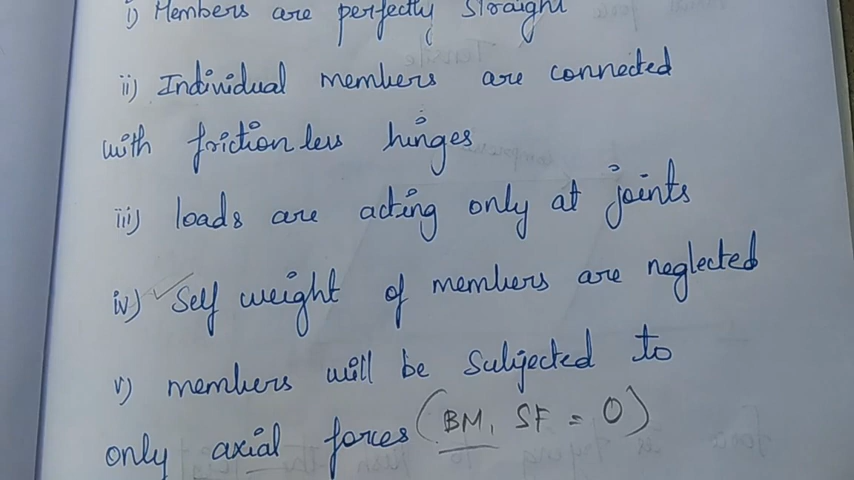 i) Members are perfectly straight
ii) Individual members are connected
with frictionless hinges
iii) loads are acting only at joints
iv) Self weight of members are neglected
v) members will be subjected to
only axial forces (BM, SF = 0)